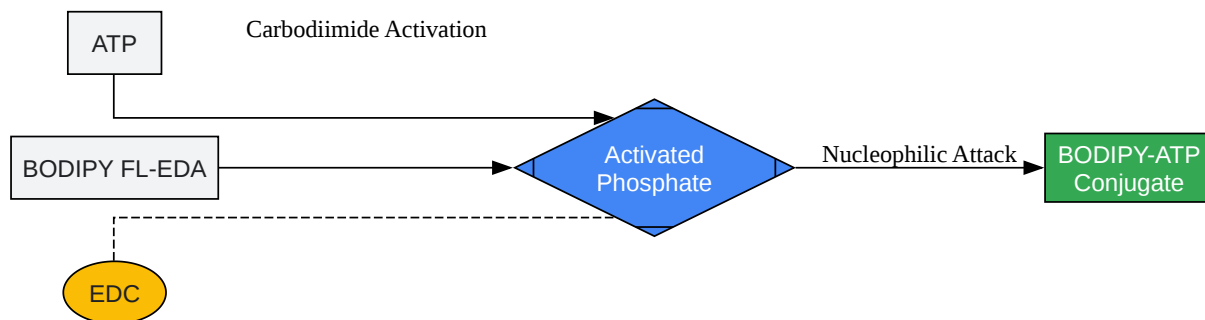 ATP
Carbodiimide Activation
BODIPY FL-EDA
Activated
Phosphate
Nucleophilic Attack
BODIPY-ATP
Conjugate
EDC